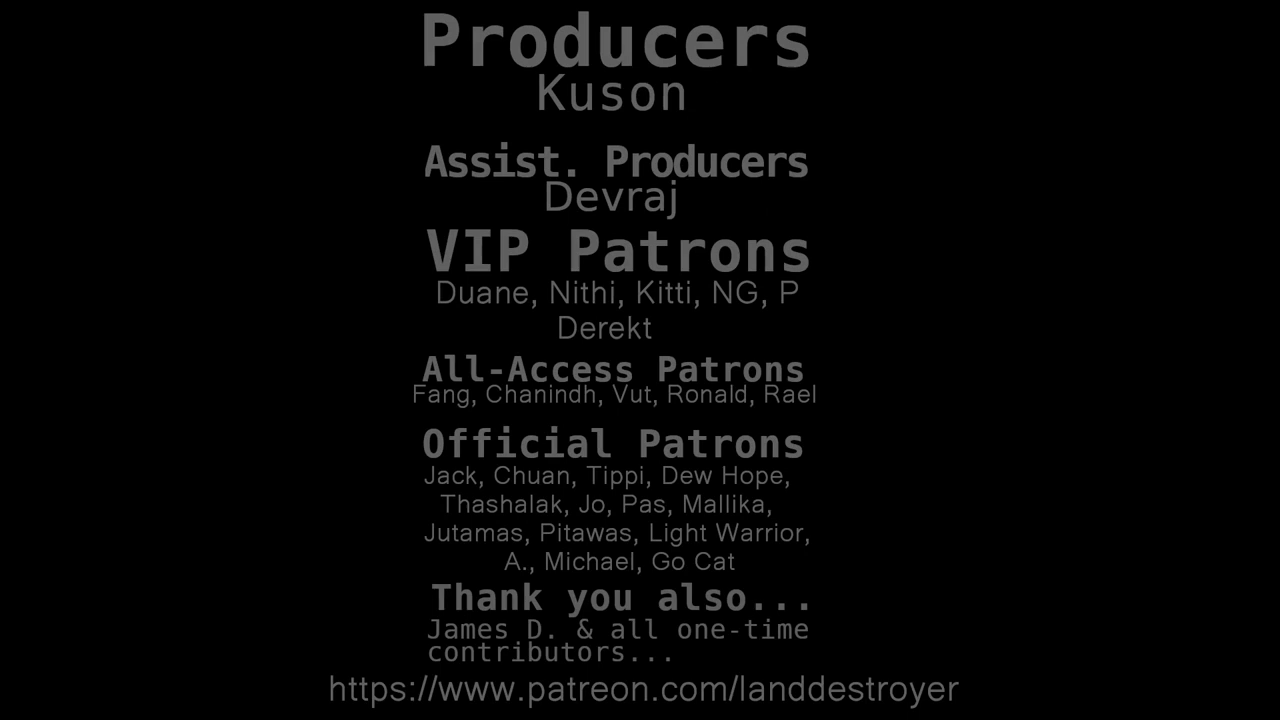 Producers
Kuson
Assist. Producers
Devraj
VIP Patrons
Duane, Nithi, Kitti, NG, P
Derekt
All-Access Patrons
Fang, Chanindh, Vut, Ronald, Rael
Official Patrons
Jack, Chuan, Tippi, Dew Hope,
Thashalak, Jo, Pas, Mallika,
Jutamas, Pitawas, Light Warrior,
A., Michael, Go Cat
Thank you also...
James D. & all one-time
contributors...
https://www.patreon.com/landdestroyer